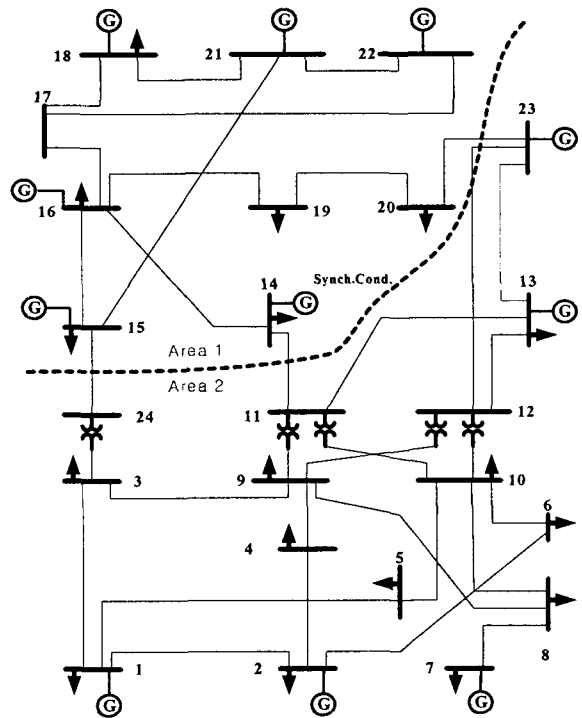 G G G
18 21 22
17 23
G
G
16 19 20
14 13
Synch.Cond.
G G
G
15
Area 1
Area 2
24 11 12
3 9 10
6
4 5
1 2 7 8
G G G